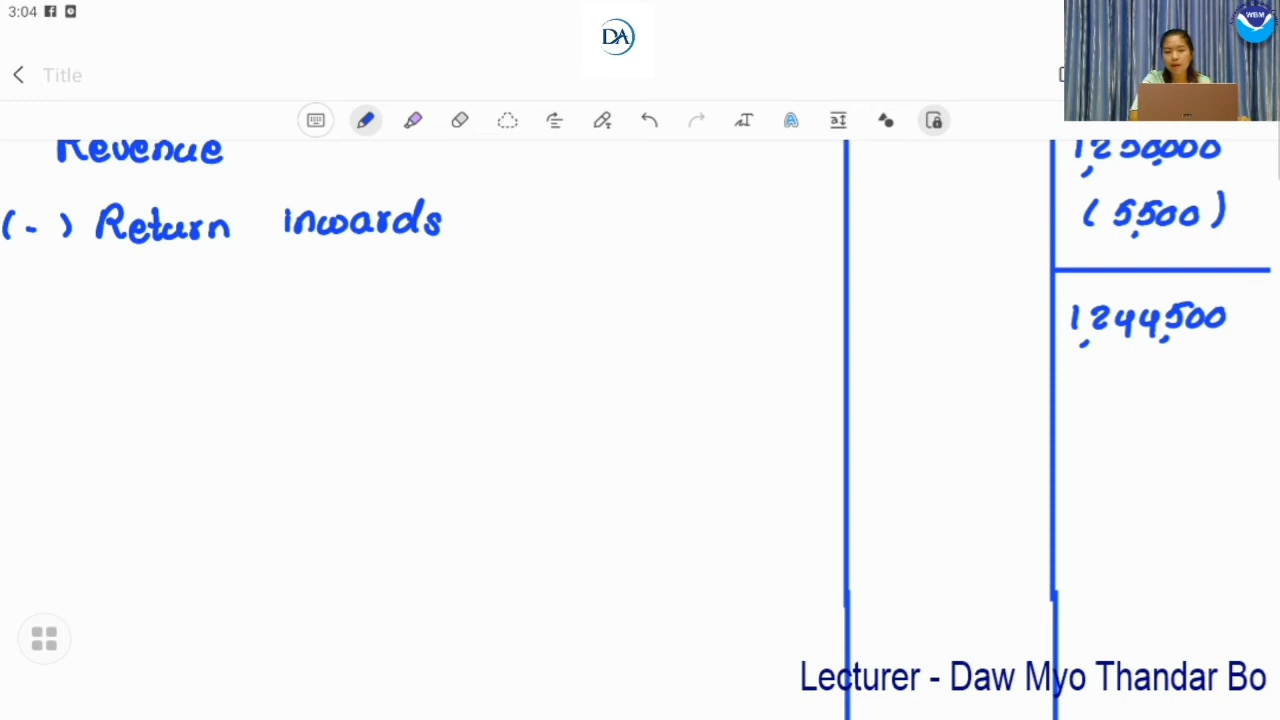 3:04
DA
WBM
Title
Revenue 1,250,000
(-) Return inwards (5,500)
1,244,500
Lecturer - Daw Myo Thandar Bo